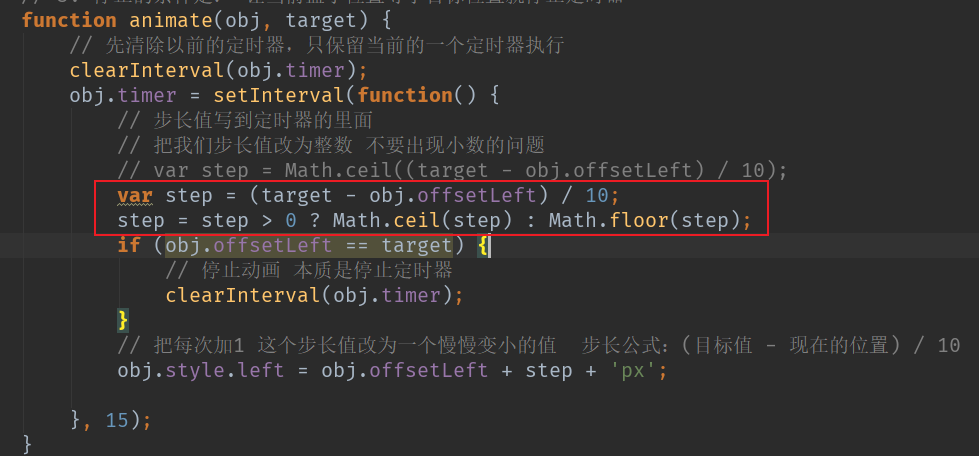 function animate(obj, target) {
// 先清除以前的定时器，只保留当前的一个定时器执行
clearInterval(obj.timer);
obj.timer = setInterval(function() {
// 步长值写到定时器的里面
// 把我们步长值改为整数 不要出现小数的问题
// var step = Math.ceil((target - obj.offsetLeft) / 10);
var step = (target - obj.offsetLeft) / 10;
step = step > 0 ? Math.ceil(step) : Math.floor(step);
if (obj.offsetLeft == target) {
// 停止动画 本质是停止定时器
clearInterval(obj.timer);
}
// 把每次加1 这个步长值改为一个慢慢变小的值  步长公式：(目标值 - 现在的位置) / 10
obj.style.left = obj.offsetLeft + step + 'px';
}, 15);
}